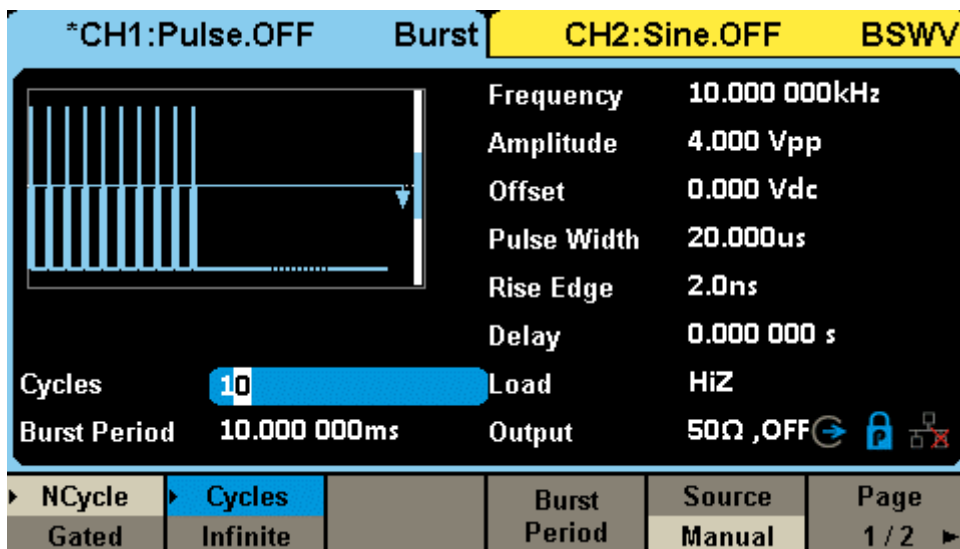 *CH1:Pulse.OFF Burst CH2:Sine.OFF BSWV
Frequency 10.000 000kHz
Amplitude 4.000 Vpp
Offset 0.000 Vdc
Pulse Width 20.000us
Rise Edge 2.0ns
Delay 0.000 000 s
Cycles 10 Load HiZ
Burst Period 10.000 000ms Output 50Ω ,OFF P
NCycle Cycles Burst Source Page
Gated Infinite Period Manual 1 / 2